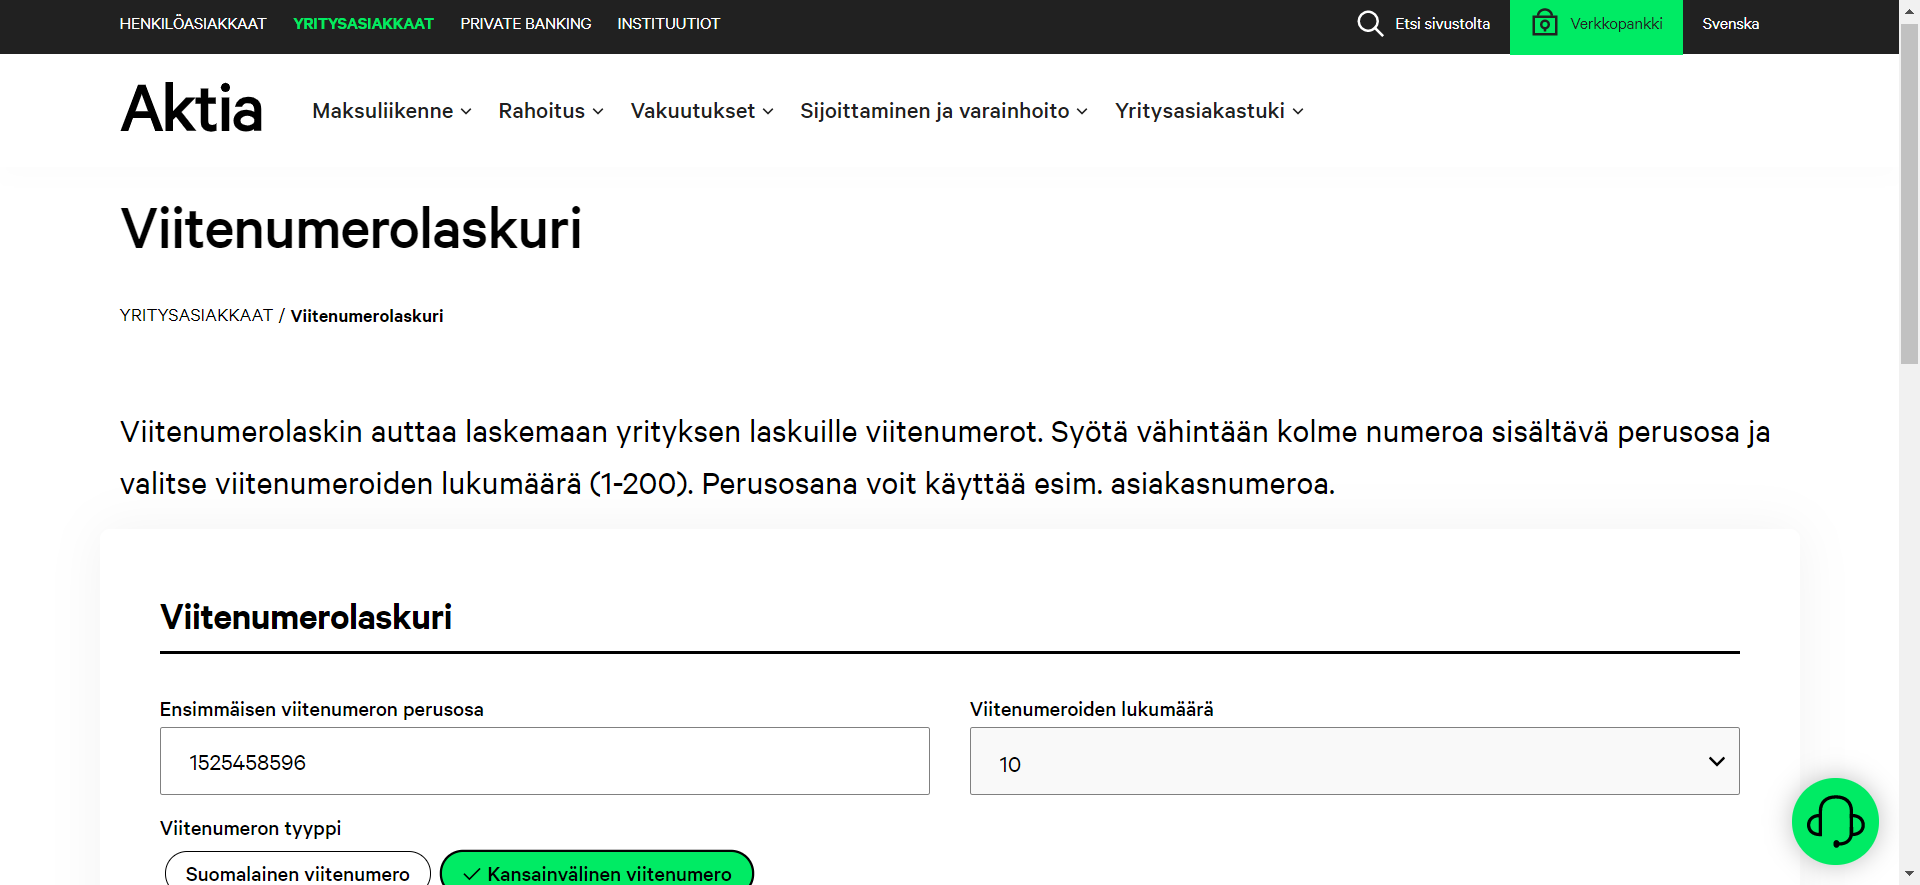 HENKILÖASIAKKAAT YRITYSASIAKKAAT PRIVATE BANKING INSTITUUTIOT Etsi sivustolta Verkkopankki Svenska
Aktia Maksuliikenne Rahoitus Vakuutukset Sijoittaminen ja varainhoito Yritysasiakastuki
Viitenumerolaskuri
YRITYSASIAKKAAT / Viitenumerolaskuri
Viitenumerolaskin auttaa laskemaan yrityksen laskuille viitenumerot. Syötä vähintään kolme numeroa sisältävä perusosa ja
valitse viitenumeroiden lukumäärä (1-200). Perusosana voit käyttää esim. asiakasnumeroa.
Viitenumerolaskuri
Ensimmäisen viitenumeron perusosa Viitenumeroiden lukumäärä
1525458596 10
Viitenumeron tyyppi
Suomalainen viitenumero Kansainvälinen viitenumero